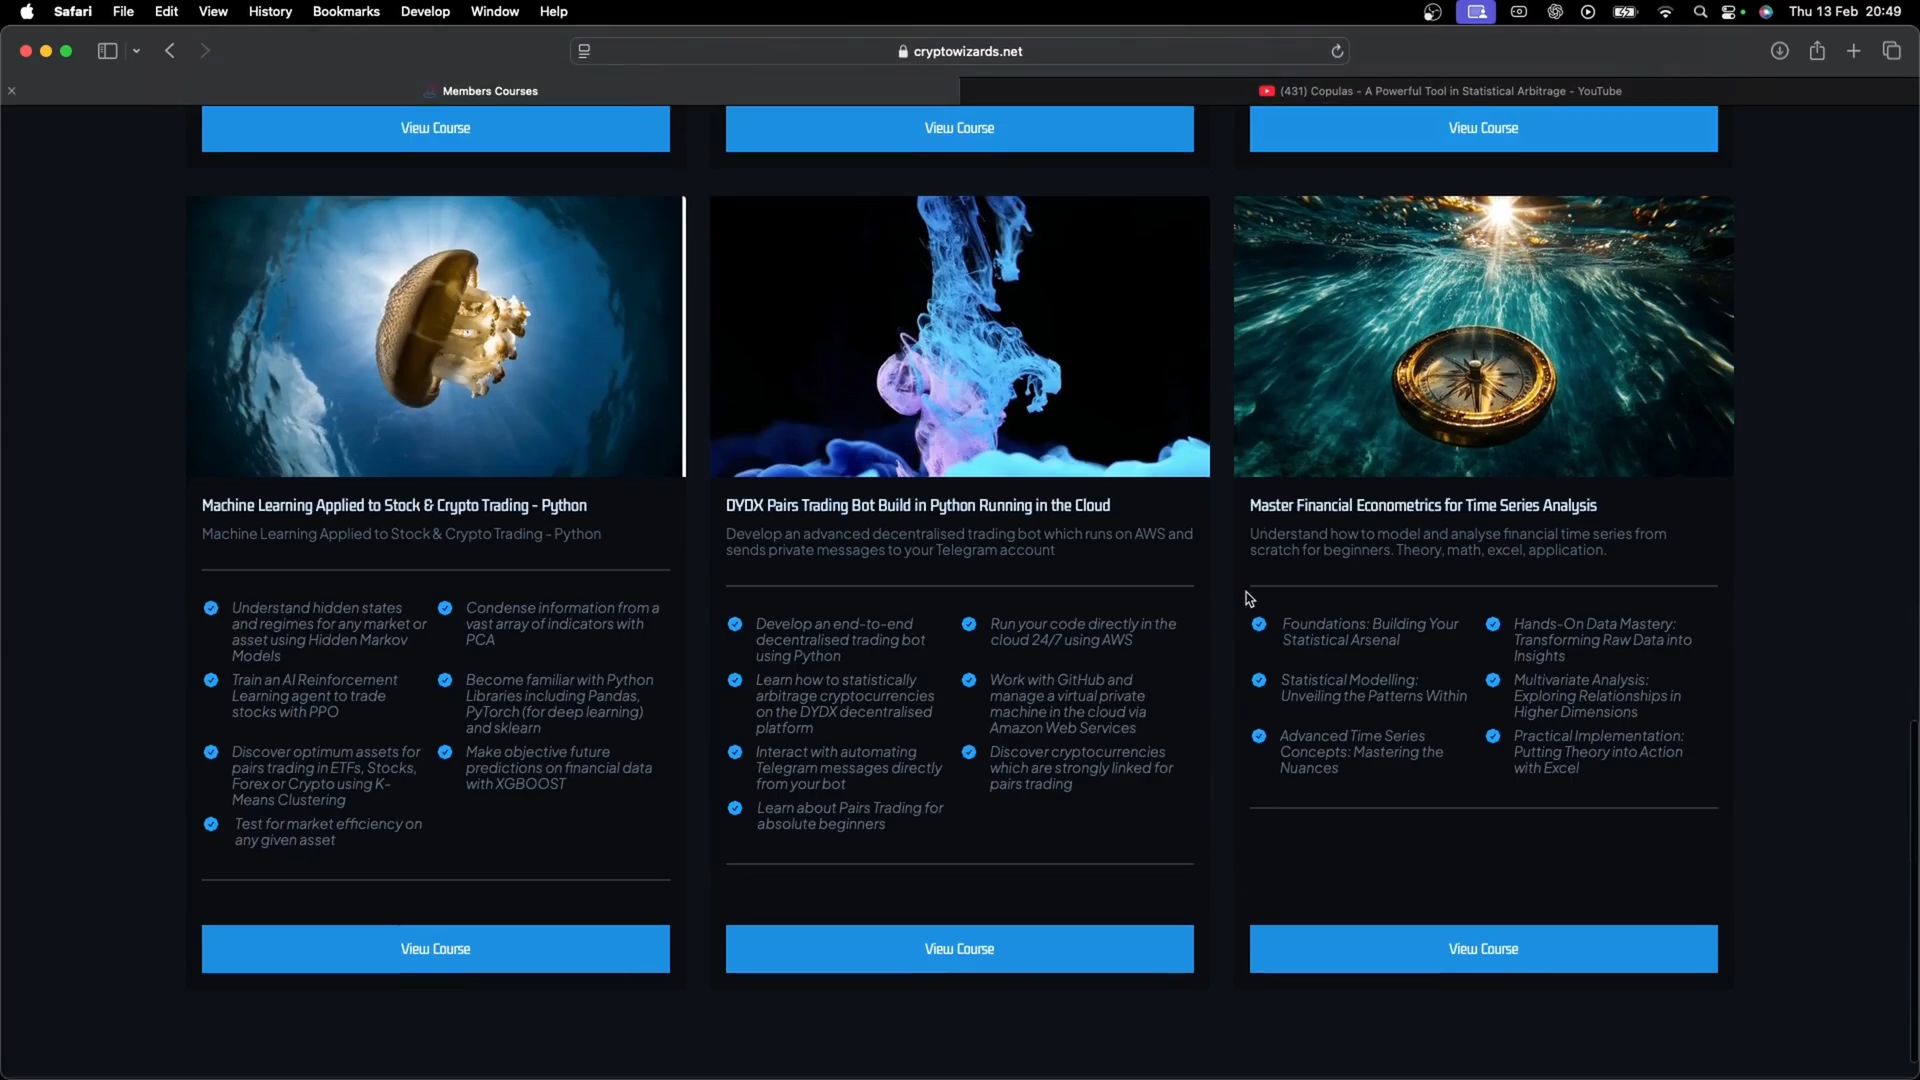 Safari File Edit View History Bookmarks Develop Window Help
Thu 13 Feb 20:49
cryptowizards.net
Members Courses
(431) Copulas - A Powerful Tool in Statistical Arbitrage - YouTube
View Course
View Course
View Course
Machine Learning Applied to Stock & Crypto Trading - Python
Machine Learning Applied to Stock & Crypto Trading - Python
Understand hidden states
and regimes for any market or
asset using Hidden Markov
Models
Condense information from a
vast array of indicators with
PCA
Train an AI Reinforcement
Learning agent to trade
stocks with PPO
Become familiar with Python
Libraries including Pandas,
PyTorch (for deep learning)
and sklearn
Discover optimum assets for
pairs trading in ETFs, Stocks,
Forex or Crypto using K-
Means Clustering
Make objective future
predictions on financial data
with XGBOOST
Test for market efficiency on
any given asset
View Course
DYDX Pairs Trading Bot Build in Python Running in the Cloud
Develop an advanced decentralised trading bot which runs on AWS and
sends private messages to your Telegram account
Develop an end-to-end
decentralised trading bot
using Python
Run your code directly in the
cloud 24/7 using AWS
Learn how to statistically
arbitrage cryptocurrencies
on the DYDX decentralised
platform
Work with GitHub and
manage a virtual private
machine in the cloud via
Amazon Web Services
Interact with automating
Telegram messages directly
from your bot
Discover cryptocurrencies
which are strongly linked for
pairs trading
Learn about Pairs Trading for
absolute beginners
View Course
Master Financial Econometrics for Time Series Analysis
Understand how to model and analyse financial time series from
scratch for beginners. Theory, math, excel, application.
Foundations: Building Your
Statistical Arsenal
Hands-On Data Mastery:
Transforming Raw Data into
Insights
Statistical Modelling:
Unveiling the Patterns Within
Multivariate Analysis:
Exploring Relationships in
Higher Dimensions
Advanced Time Series
Concepts: Mastering the
Nuances
Practical Implementation:
Putting Theory into Action
with Excel
View Course